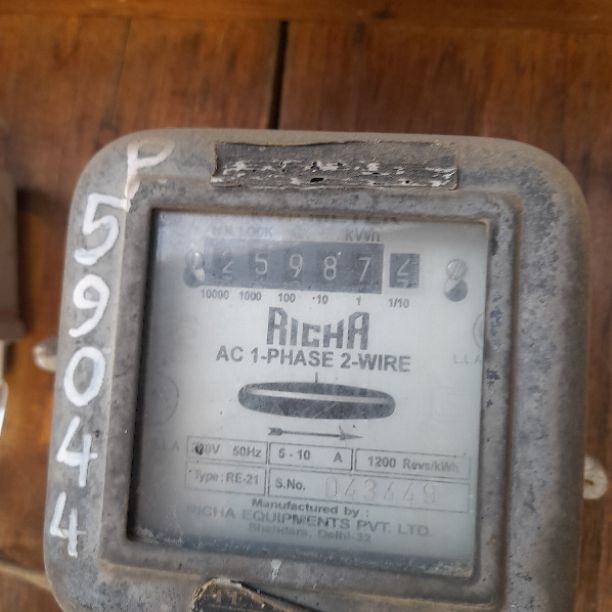 P
59044
kWh
2 5 9 8 7
10000 1000 100 10 1 1/10
RICHA
AC 1-PHASE 2-WIRE
50Hz 5 - 10 A 1200 Revs/kWh
Type: RE-21 S.No. 043449
Manufactured by :
RICHA EQUIPMENTS PVT. LTD.
Shahdara, Delhi-32